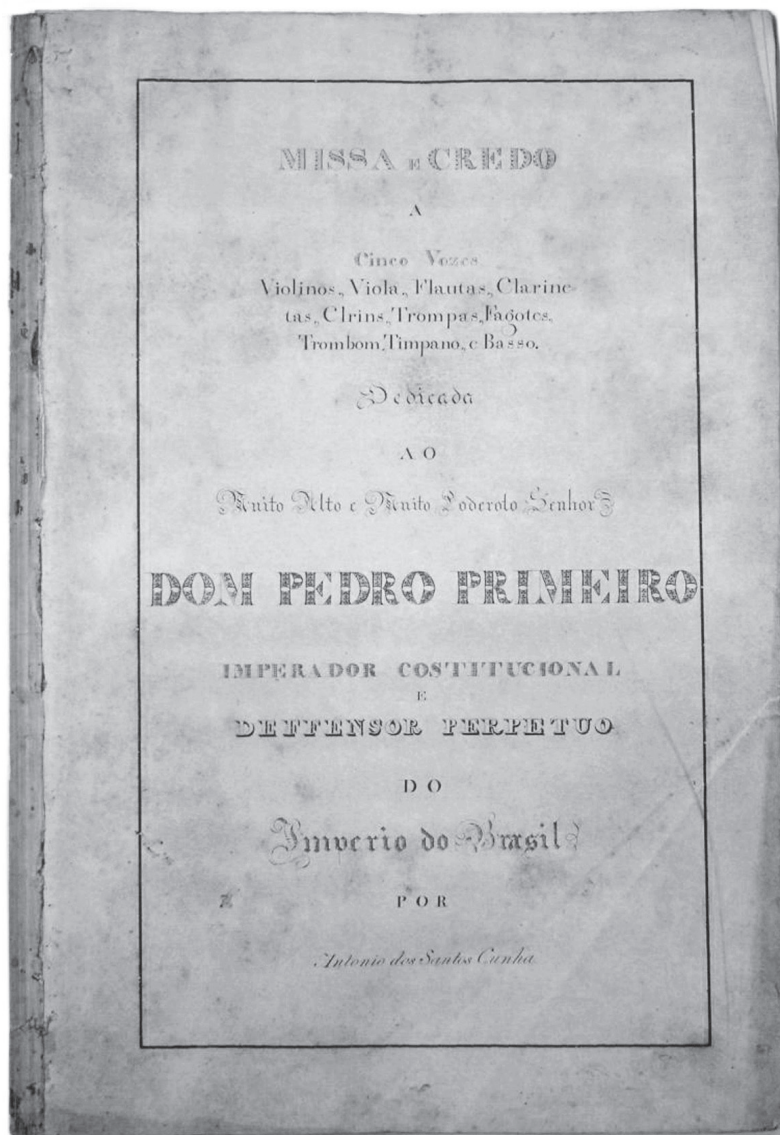 MISSA E CREDO
A
Cinco Vozes
Violinos, Viola, Flautas, Clarine-
tas, Clrins, Trompas, Fagotes,
Trombom, Timpano, e Basso.
Dedicada
AO
Muito Alto e Muito Poderoso Senhor
DOM PEDRO PRIMEIRO
IMPERADOR COSTITUCIONAL
E
DEFFENSOR PERPETUO
DO
Imperio do Brasil
POR
Antonio dos Santos Cunha